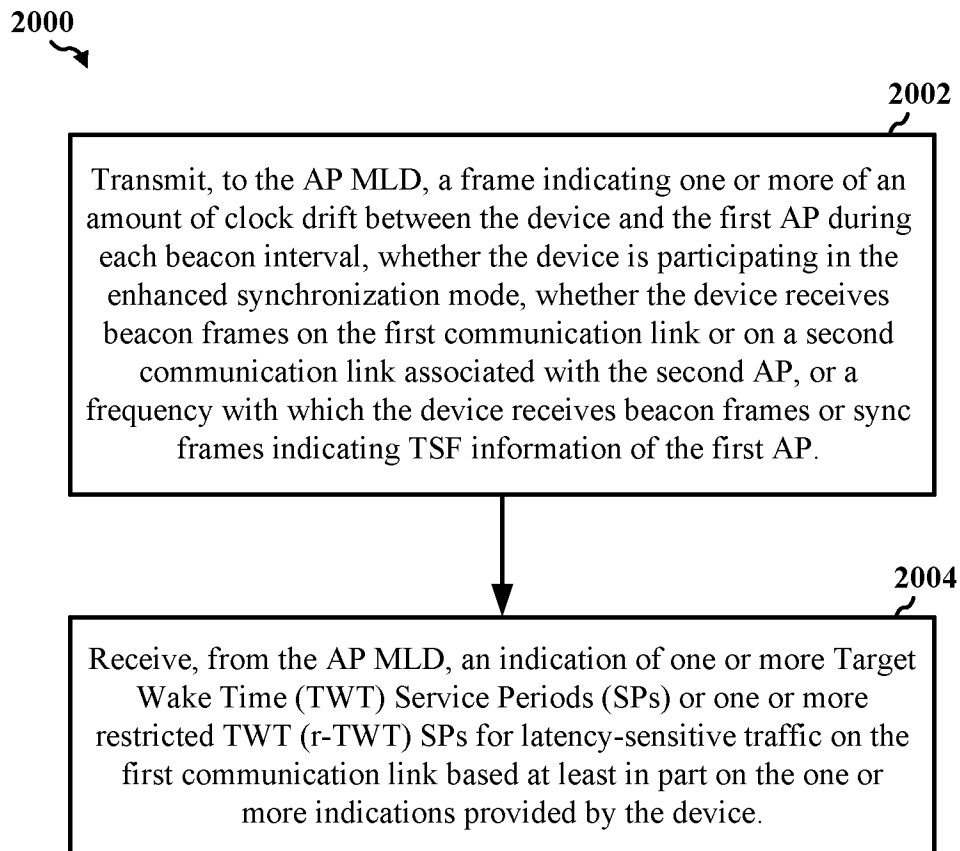 2000
2002
Transmit, to the AP MLD, a frame indicating one or more of an
amount of clock drift between the device and the first AP during
each beacon interval, whether the device is participating in the
enhanced synchronization mode, whether the device receives
beacon frames on the first communication link or on a second
communication link associated with the second AP, or a
frequency with which the device receives beacon frames or sync
frames indicating TSF information of the first AP.
2004
Receive, from the AP MLD, an indication of one or more Target
Wake Time (TWT) Service Periods (SPs) or one or more
restricted TWT (r-TWT) SPs for latency-sensitive traffic on the
first communication link based at least in part on the one or
more indications provided by the device.